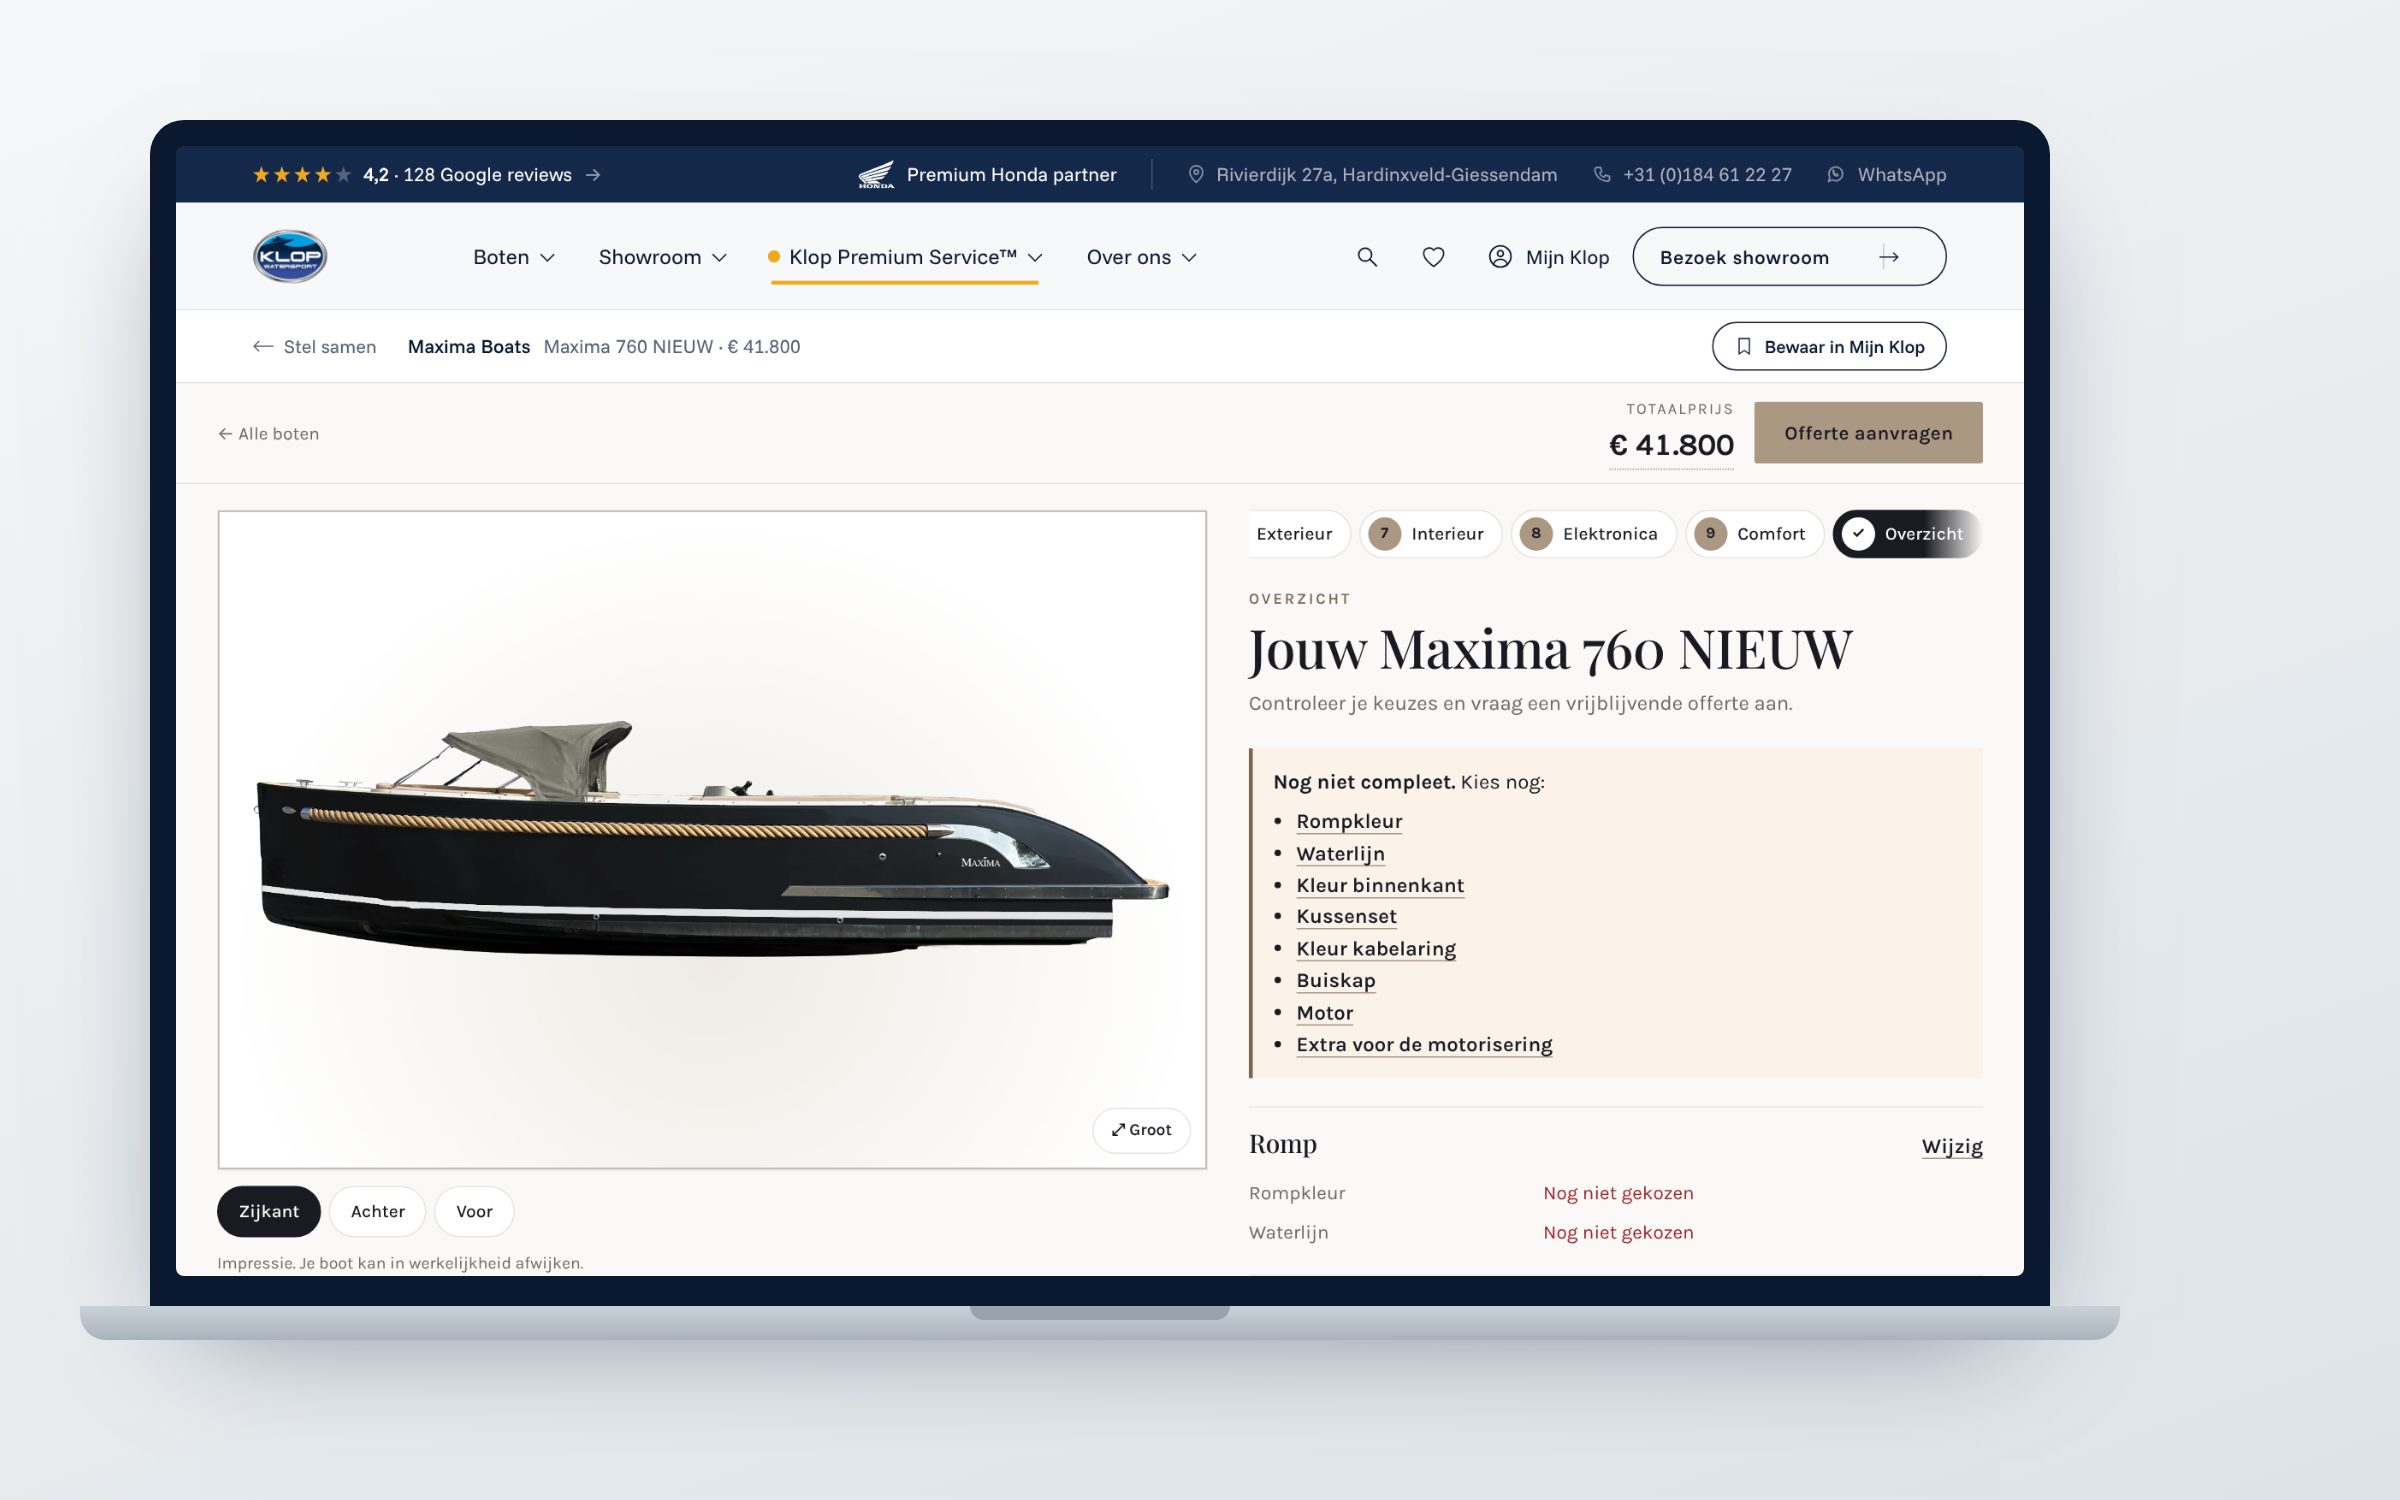 4,2 · 128 Google reviews →
HONDA
Premium Honda partner
Rivierdijk 27a, Hardinxveld-Giessendam
+31 (0)184 61 22 27
WhatsApp
KLOP
WATERSPORT
Boten
Showroom
Klop Premium Service™
Over ons
Mijn Klop
Bezoek showroom →
← Stel samen
Maxima Boats Maxima 760 NIEUW · € 41.800
Bewaar in Mijn Klop
← Alle boten
TOTAALPRIJS
€ 41.800
Offerte aanvragen
Exterieur
7 Interieur
8 Elektronica
9 Comfort
Overzicht
MAXIMA
Groot
Zijkant
Achter
Voor
Impressie. Je boot kan in werkelijkheid afwijken.
OVERZICHT
Jouw Maxima 760 NIEUW
Controleer je keuzes en vraag een vrijblijvende offerte aan.
Nog niet compleet. Kies nog:
• Rompkleur
• Waterlijn
• Kleur binnenkant
• Kussenset
• Kleur kabelaring
• Buiskap
• Motor
• Extra voor de motorisering
Romp
Wijzig
Rompkleur Nog niet gekozen
Waterlijn Nog niet gekozen